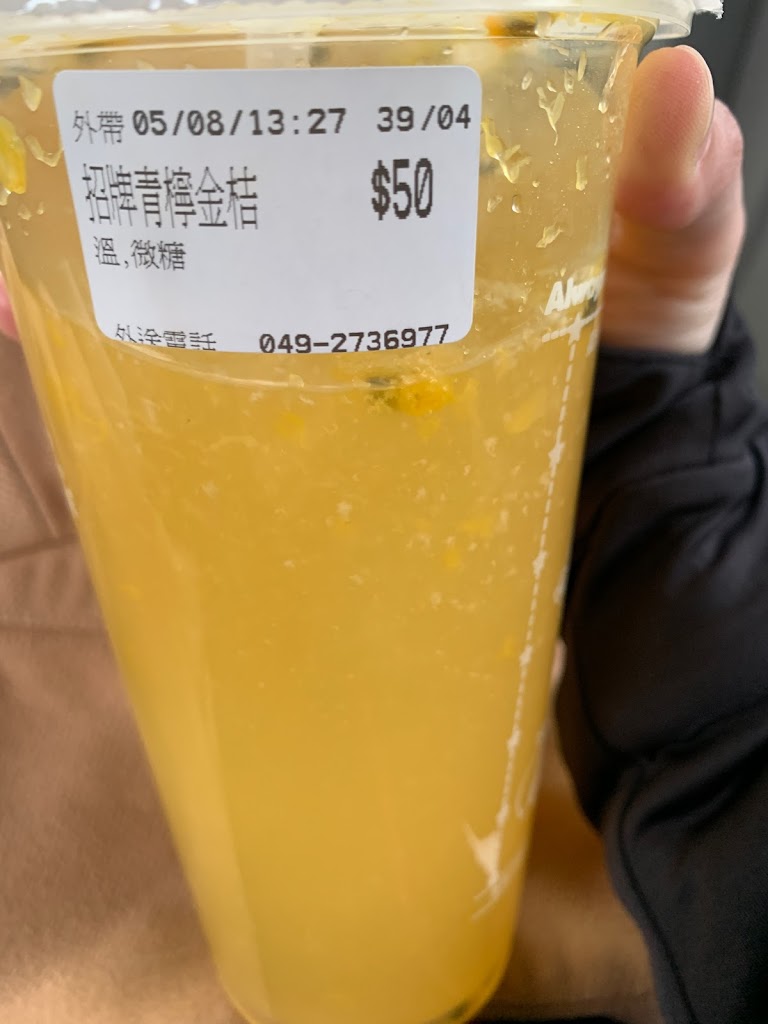 外帶 05/08/13:27 39/04
招牌青檸金桔 $50
溫,微糖
外送電話 049-2736977